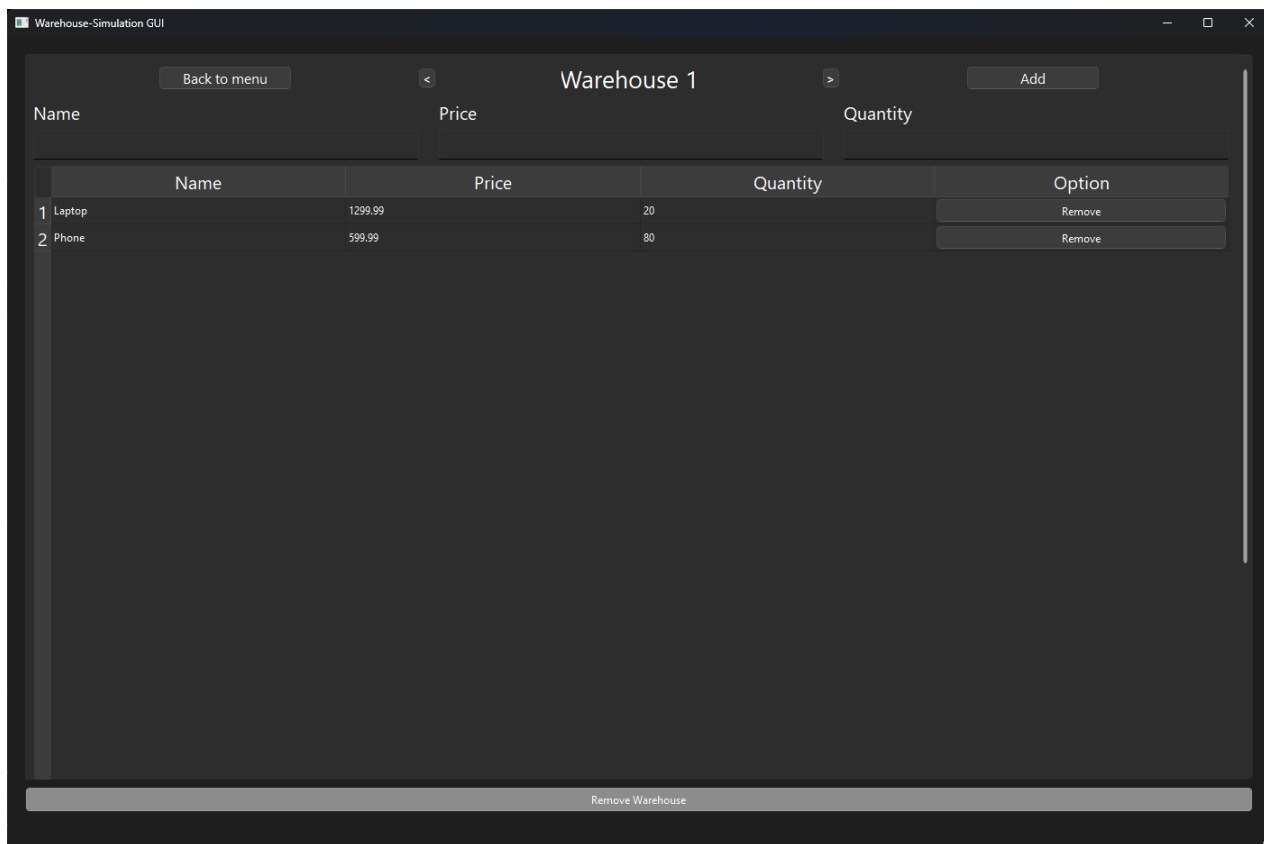 Warehouse-Simulation GUI
Back to menu < Warehouse 1 > Add
Name Price Quantity
Name Price Quantity Option
1 Laptop 1299.99 20 Remove
2 Phone 599.99 80 Remove
Remove Warehouse